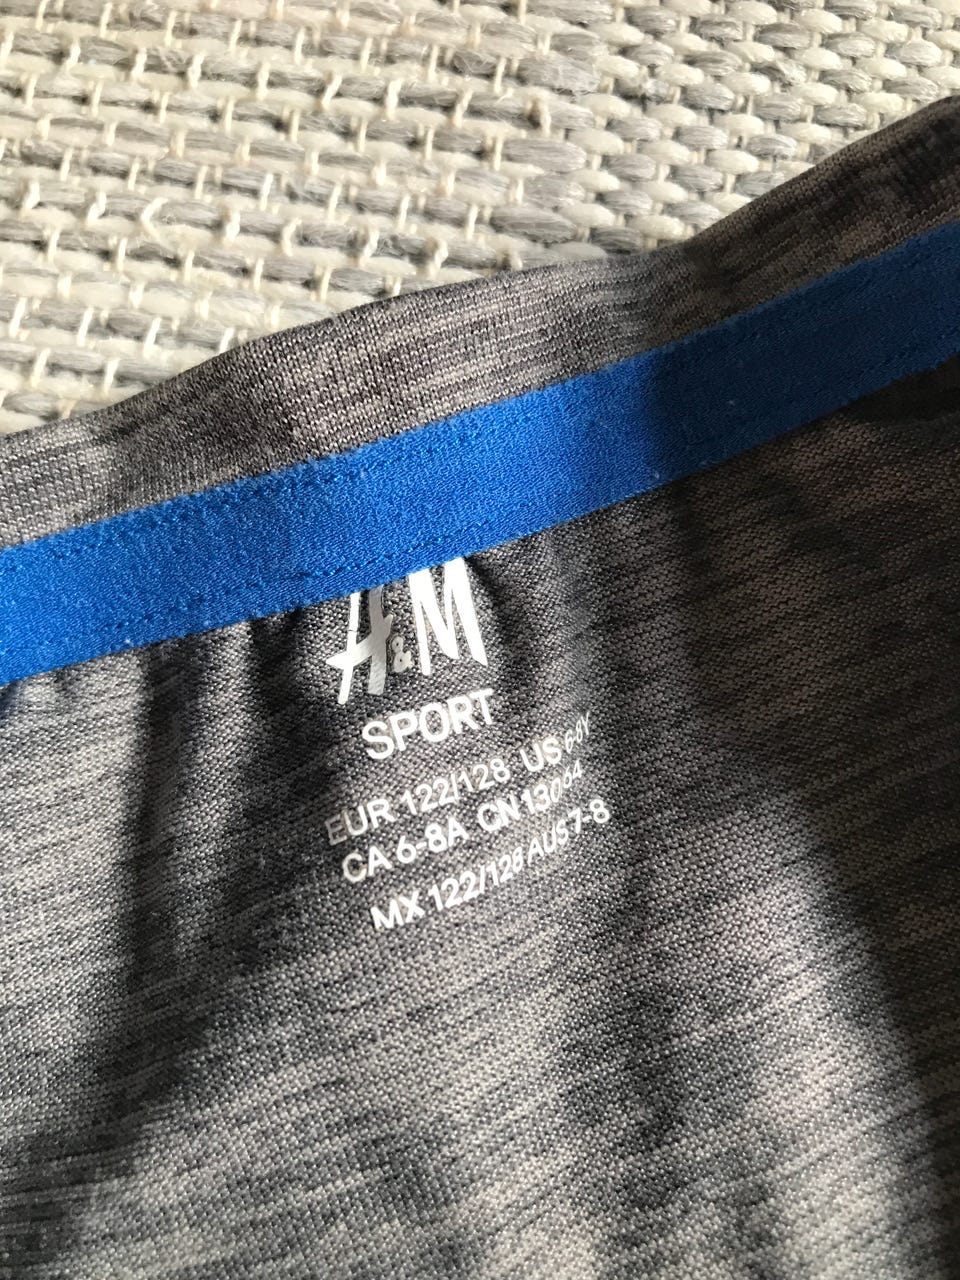 H&M
SPORT
EUR 122/128 US 6-8Y
CA 6-8A CN 130/64
MX 122/128 AUS 7-8